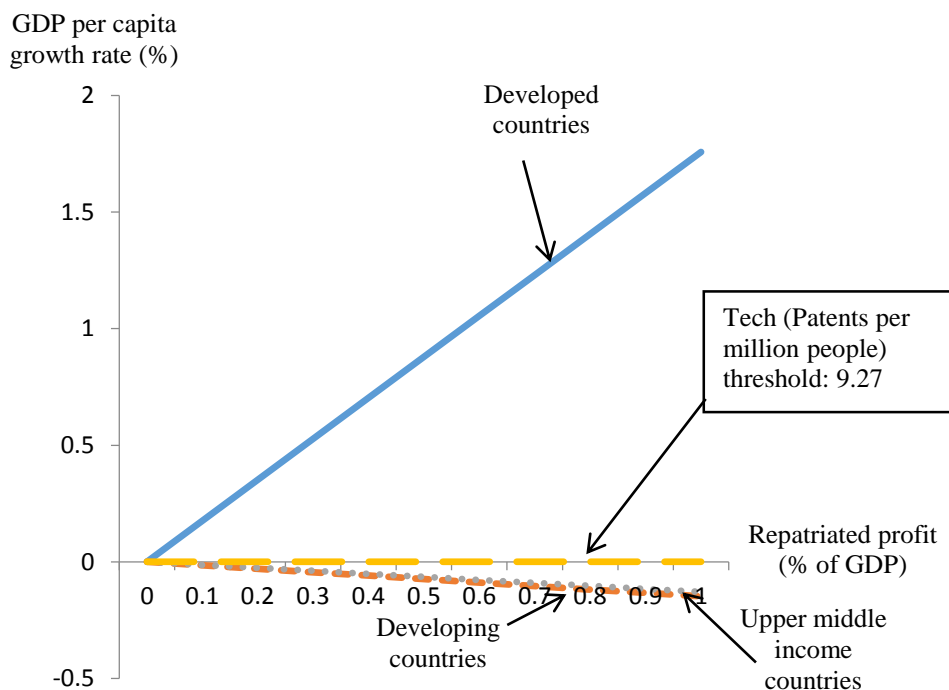 GDP per capita
growth rate (%)
2
Developed
countries
1.5
Tech (Patents per
million people)
threshold: 9.27
1
0.5
Repatriated profit
(% of GDP)
0
0 0.1 0.2 0.3 0.4 0.5 0.6 0.7 0.8 0.9 1
Developing
countries
Upper middle
income
countries
-0.5